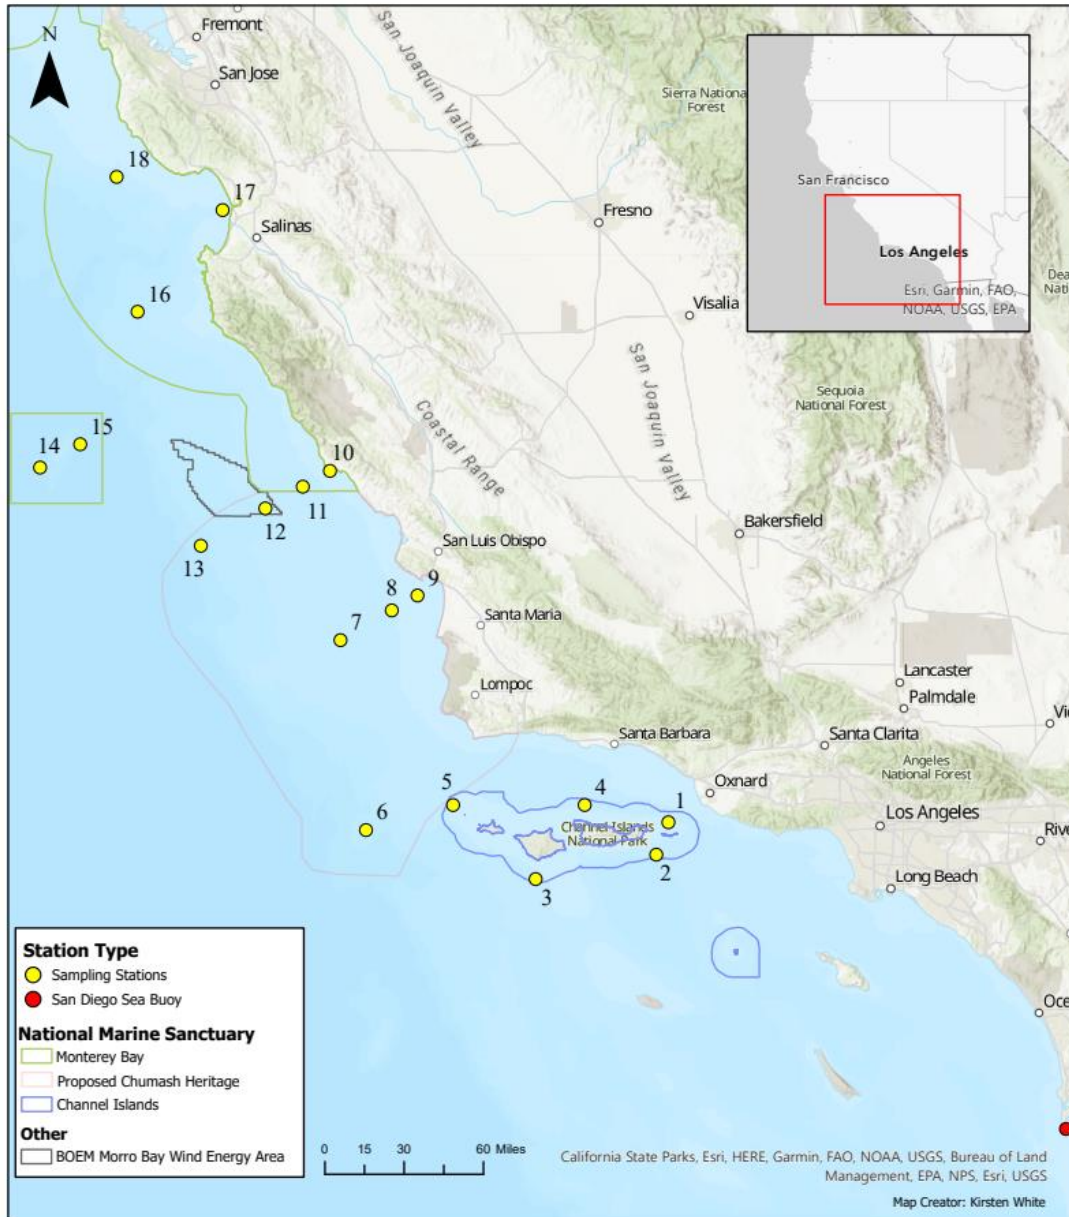 N
Fremont
San Jose
San Joaquin Valley
Sierra National
Forest
San Francisco
Los Angeles
Esri, Garmin, FAO,
NOAA, USGS, EPA
Dea
Nati
18
17
Salinas
Fresno
16
Visalia
San Joaquin Valley
Sequoia
National Forest
Coastal Range
15
14
10
11
12
13
Bakersfield
San Luis Obispo
9
8
7
Santa Maria
Lompoc
Lancaster
Palmdale
Vi
Santa Barbara
Santa Clarita
Angeles
National Forest
Oxnard
5
4
1
6
Channel Islands
National Park
2
3
Los Angeles
River
Long Beach
Oce
Station Type
Sampling Stations
San Diego Sea Buoy
National Marine Sanctuary
Monterey Bay
Proposed Chumash Heritage
Channel Islands
Other
BOEM Morro Bay Wind Energy Area
0 15 30 60 Miles
California State Parks, Esri, HERE, Garmin, FAO, NOAA, USGS, Bureau of Land
Management, EPA, NPS, Esri, USGS
Map Creator: Kirsten White